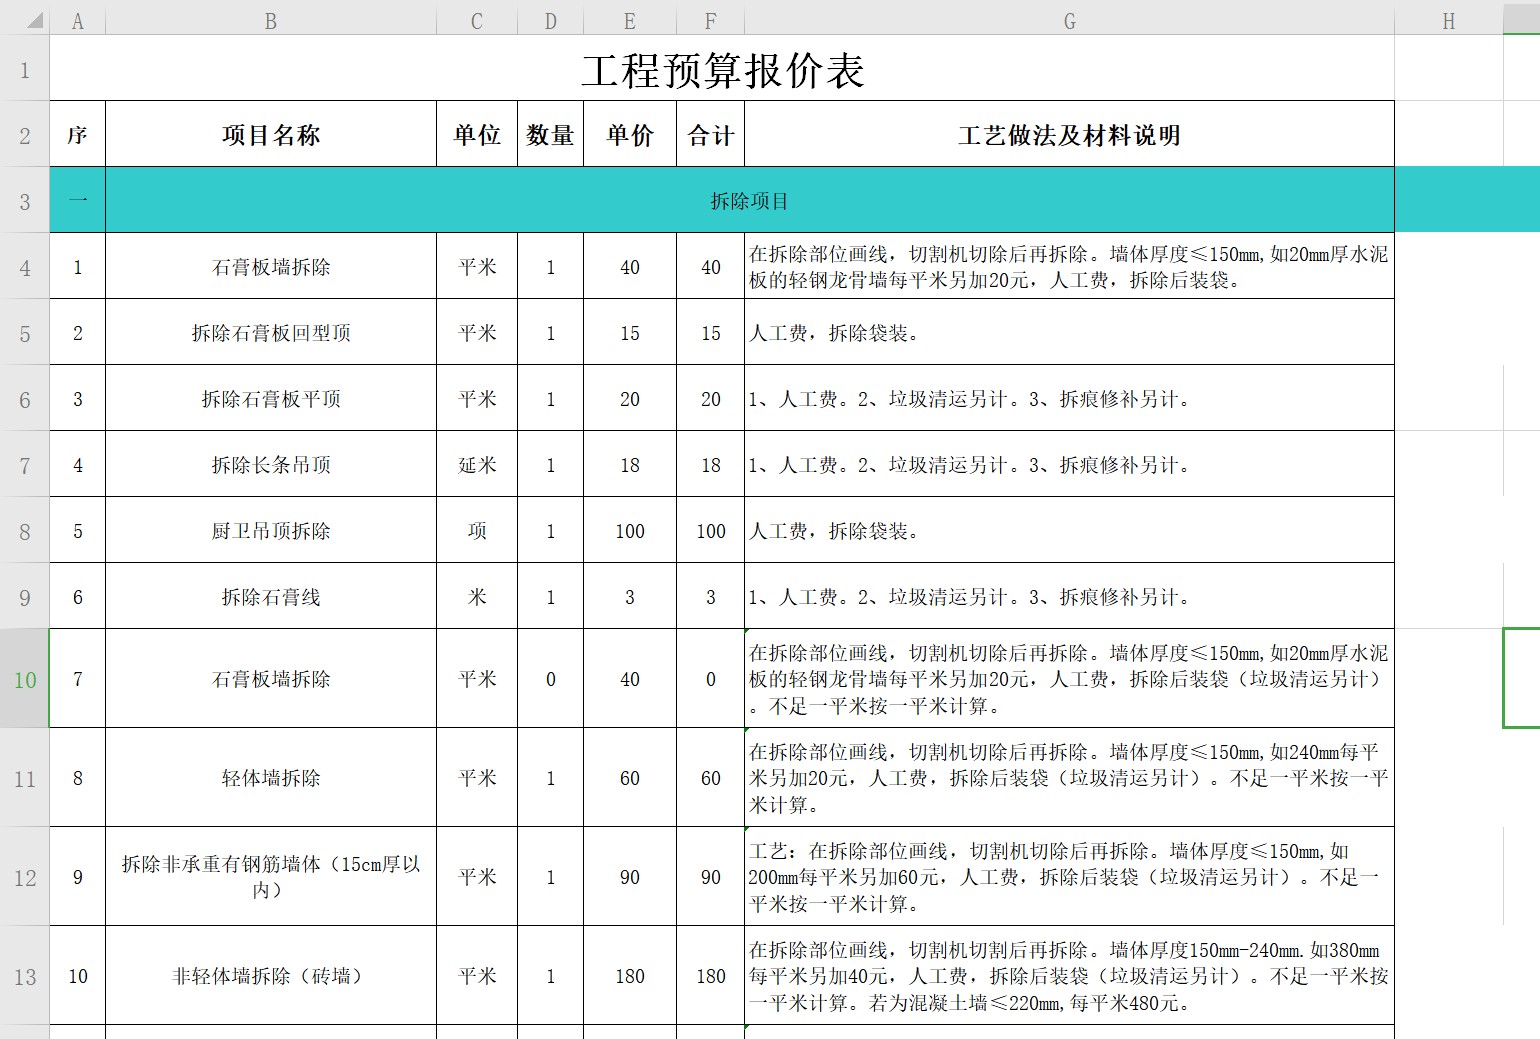 A B C D E F G H
1 工程预算报价表
2 序 项目名称 单位 数量 单价 合计 工艺做法及材料说明
3 一 拆除项目
4 1 石膏板墙拆除 平米 1 40 40 在拆除部位画线，切割机切除后再拆除。墙体厚度≤150mm,如20mm厚水泥
板的轻钢龙骨墙每平米另加20元，人工费，拆除后装袋。
5 2 拆除石膏板回型顶 平米 1 15 15 人工费，拆除袋装。
6 3 拆除石膏板平顶 平米 1 20 20 1、人工费。2、垃圾清运另计。3、拆痕修补另计。
7 4 拆除长条吊顶 延米 1 18 18 1、人工费。2、垃圾清运另计。3、拆痕修补另计。
8 5 厨卫吊顶拆除 项 1 100 100 人工费，拆除袋装。
9 6 拆除石膏线 米 1 3 3 1、人工费。2、垃圾清运另计。3、拆痕修补另计。
10 7 石膏板墙拆除 平米 0 40 0 在拆除部位画线，切割机切除后再拆除。墙体厚度≤150mm,如20mm厚水泥
板的轻钢龙骨墙每平米另加20元，人工费，拆除后装袋（垃圾清运另计）
。不足一平米按一平米计算。
11 8 轻体墙拆除 平米 1 60 60 在拆除部位画线，切割机切除后再拆除。墙体厚度≤150mm,如240mm每平
米另加20元，人工费，拆除后装袋（垃圾清运另计）。不足一平米按一平
米计算。
12 9 拆除非承重有钢筋墙体（15cm厚以
内） 平米 1 90 90 工艺：在拆除部位画线，切割机切除后再拆除。墙体厚度≤150mm,如
200mm每平米另加60元，人工费，拆除后装袋（垃圾清运另计）。不足一
平米按一平米计算。
13 10 非轻体墙拆除（砖墙） 平米 1 180 180 在拆除部位画线，切割机切割后再拆除。墙体厚度150mm-240mm.如380mm
每平米另加40元，人工费，拆除后装袋（垃圾清运另计）。不足一平米按
一平米计算。若为混凝土墙≤220mm,每平米480元。